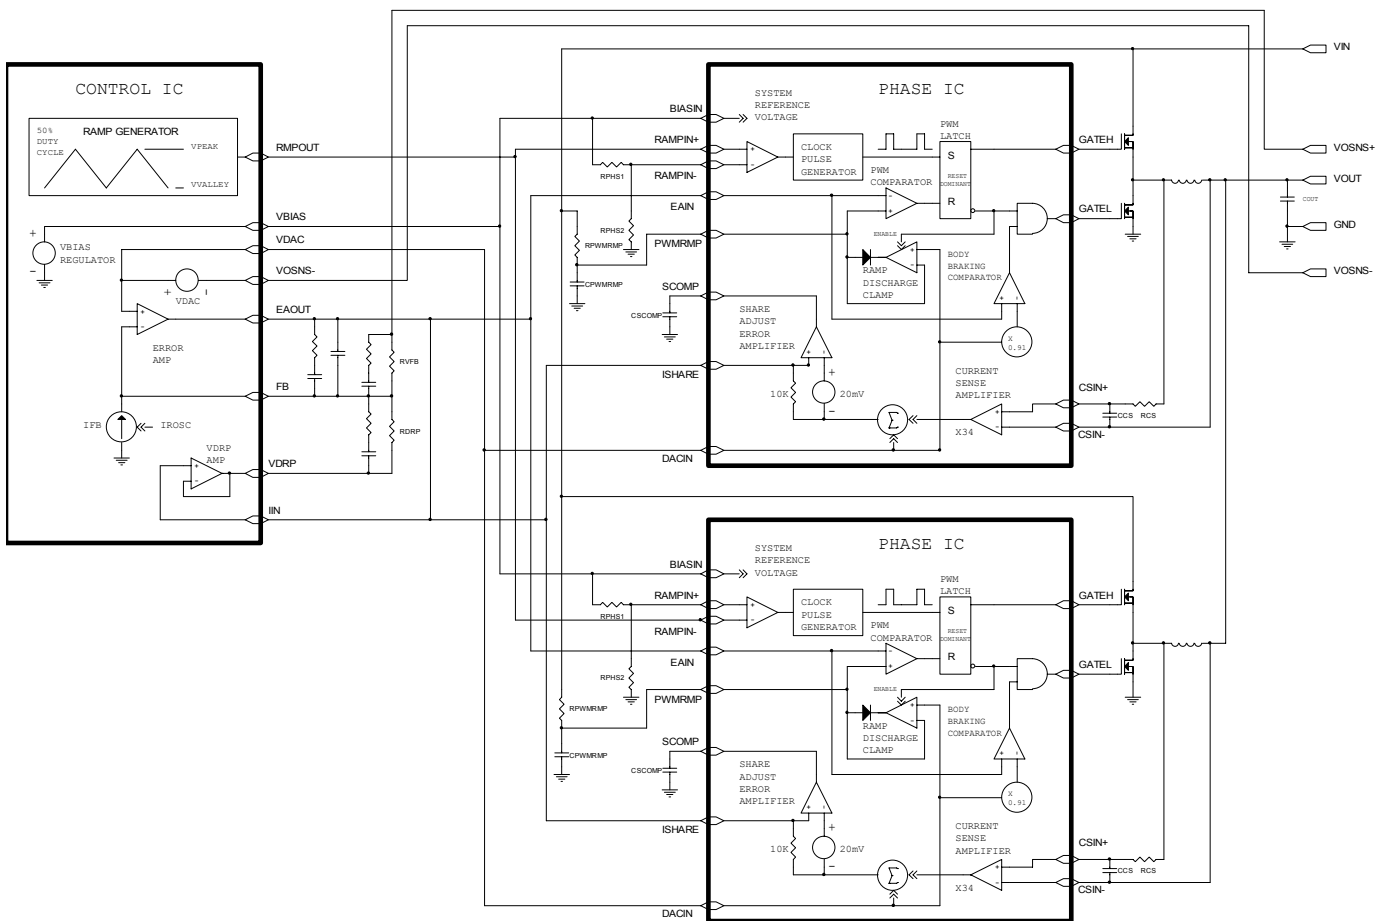 CONTROL IC
50%
DUTY
CYCLE
RAMP GENERATOR
VPEAK
VVALLEY
RMPOUT
VBIAS
VDAC
VOSNS-
EAOUT
FB
VDRP
IIN
+
-
VBIAS
REGULATOR
+
-
VDAC
+
-
ERROR
AMP
IFB
IROSC
VDRP
AMP
+
-
RVFB
RDRP
VIN
VOSNS+
VOUT
COUT
GND
VOSNS-
PHASE IC
BIASIN
RAMPIN+
RAMPIN-
EAIN
PWMRMP
SCOMP
ISHARE
DACIN
RPHS1
RPHS2
RPWMRMP
CPWMRMP
CSCOMP
SYSTEM
REFERENCE
VOLTAGE
+
-
CLOCK
PULSE
GENERATOR
PWM
LATCH
S
RESET
DOMINANT
R
PWM
COMPARATOR
-
+
ENABLE
+
-
RAMP
DISCHARGE
CLAMP
BODY
BRAKING
COMPARATOR
+
-
SHARE
ADJUST
ERROR
AMPLIFIER
+
-
X
0.91
10K
+
-
20mV
Σ
CURRENT
SENSE
AMPLIFIER
+
-
X34
GATEH
GATEL
CSIN+
CSIN-
CCS
RCS
PHASE IC
BIASIN
RAMPIN+
RAMPIN-
EAIN
PWMRMP
SCOMP
ISHARE
DACIN
RPHS1
RPHS2
RPWMRMP
CPWMRMP
CSCOMP
SYSTEM
REFERENCE
VOLTAGE
+
-
CLOCK
PULSE
GENERATOR
PWM
LATCH
S
RESET
DOMINANT
R
PWM
COMPARATOR
-
+
ENABLE
+
-
RAMP
DISCHARGE
CLAMP
BODY
BRAKING
COMPARATOR
+
-
SHARE
ADJUST
ERROR
AMPLIFIER
+
-
X
0.91
10K
+
-
20mV
Σ
CURRENT
SENSE
AMPLIFIER
+
-
X34
GATEH
GATEL
CSIN+
CSIN-
CCS
RCS